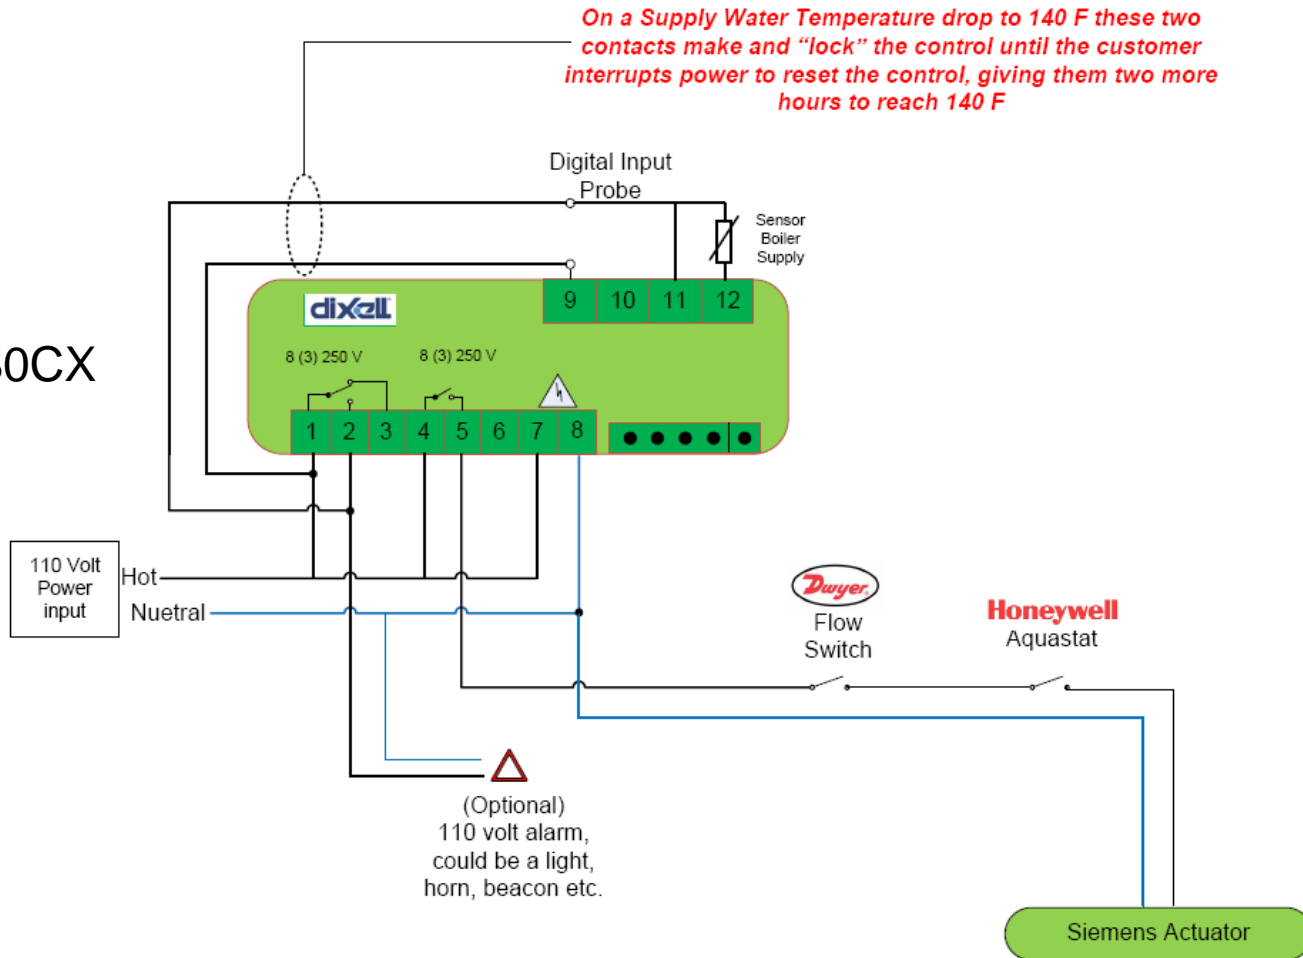 On a Supply Water Temperature drop to 140 F these two
contacts make and “lock” the control until the customer
interrupts power to reset the control, giving them two more
hours to reach 140 F
Digital Input
Probe
Sensor
Boiler
Supply
9 10 11 12
dixell
0CX
8 (3) 250 V 8 (3) 250 V
1 2 3 4 5 6 7 8
110 Volt
Power
input
Hot
Nuetral
Dwyer
Flow
Switch
Honeywell
Aquastat
(Optional)
110 volt alarm,
could be a light,
horn, beacon etc.
Siemens Actuator